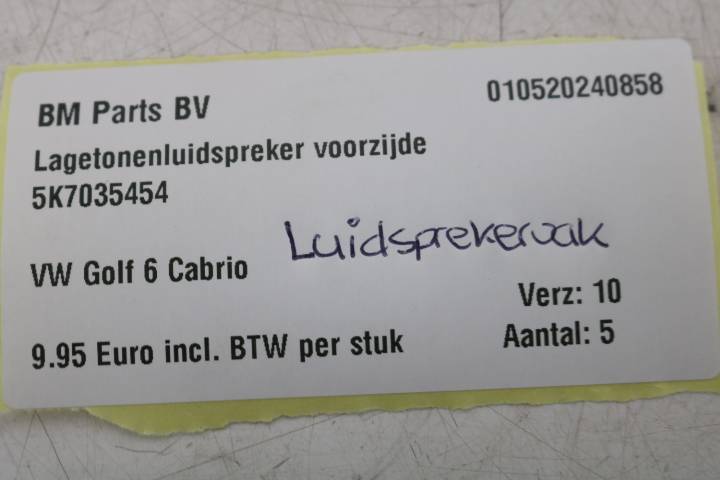 BM Parts BV
010520240858
Lagetonenluidspreker voorzijde
5K7035454
Luidsprekervak
VW Golf 6 Cabrio
Verz: 10
9.95 Euro incl. BTW per stuk
Aantal: 5